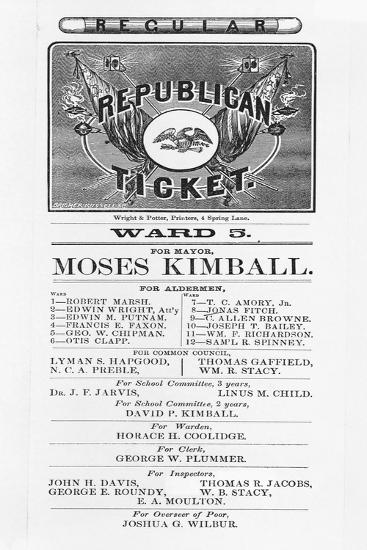 REGULAR
REPUBLICAN
TICKET.
Wright & Potter, Printers, 4 Spring Lane.
WARD 5.
FOR MAYOR,
MOSES KIMBALL.
FOR ALDERMEN,
WARD
1—ROBERT MARSH.
2—EDWIN WRIGHT, Att'y
3—EDWIN M. PUTNAM.
4—FRANCIS E. FAXON.
5—GEO. W. CHIPMAN.
6—OTIS CLAPP.
WARD
7—T. C. AMORY, Jr.
8—JONAS FITCH.
9—C. ALLEN BROWNE.
10—JOSEPH T. BAILEY.
11—WM. F. RICHARDSON.
12—SAM'L R. SPINNEY.
FOR COMMON COUNCIL,
LYMAN S. HAPGOOD,
N. C. A. PREBLE,
THOMAS GAFFIELD,
WM. R. STACY.
For School Committee, 3 years,
DR. J. F. JARVIS, LINUS M. CHILD.
For School Committee, 2 years,
DAVID P. KIMBALL.
For Warden,
HORACE H. COOLIDGE.
For Clerk,
GEORGE W. PLUMMER.
For Inspectors,
JOHN H. DAVIS, THOMAS R. JACOBS,
GEORGE E. ROUNDY, W. B. STACY,
E. A. MOULTON.
For Overseer of Poor,
JOSHUA G. WILBUR.